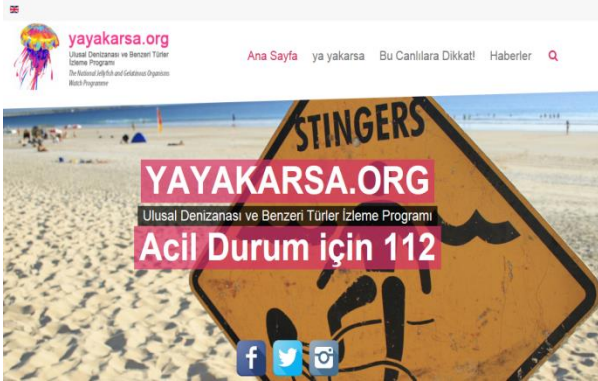 yayakarsa.org
Ulusal Denizanası ve Benzeri Türler
İzleme Programı
The National Jellyfish and Gelatinous Organisms
Watch Programme
Ana Sayfa ya yakarsa Bu Canlılara Dikkat! Haberler
STINGERS
YAYAKARSA.ORG
Ulusal Denizanası ve Benzeri Türler İzleme Programı
Acil Durum için 112